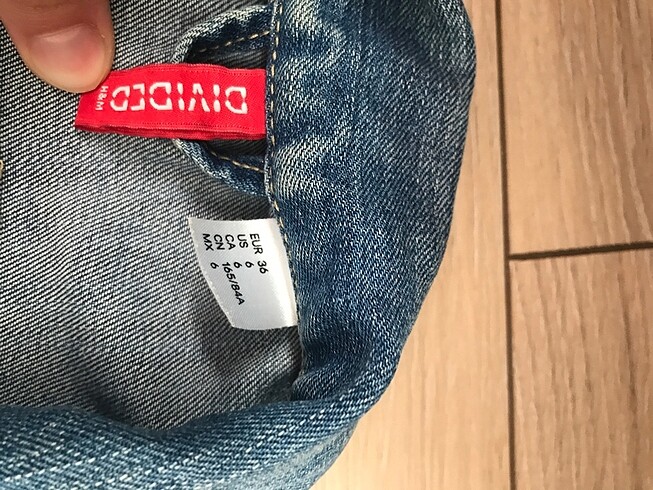 DIVIDED
H&M
EUR 36
US 6
CA 6
CN 165/84A
MX 6